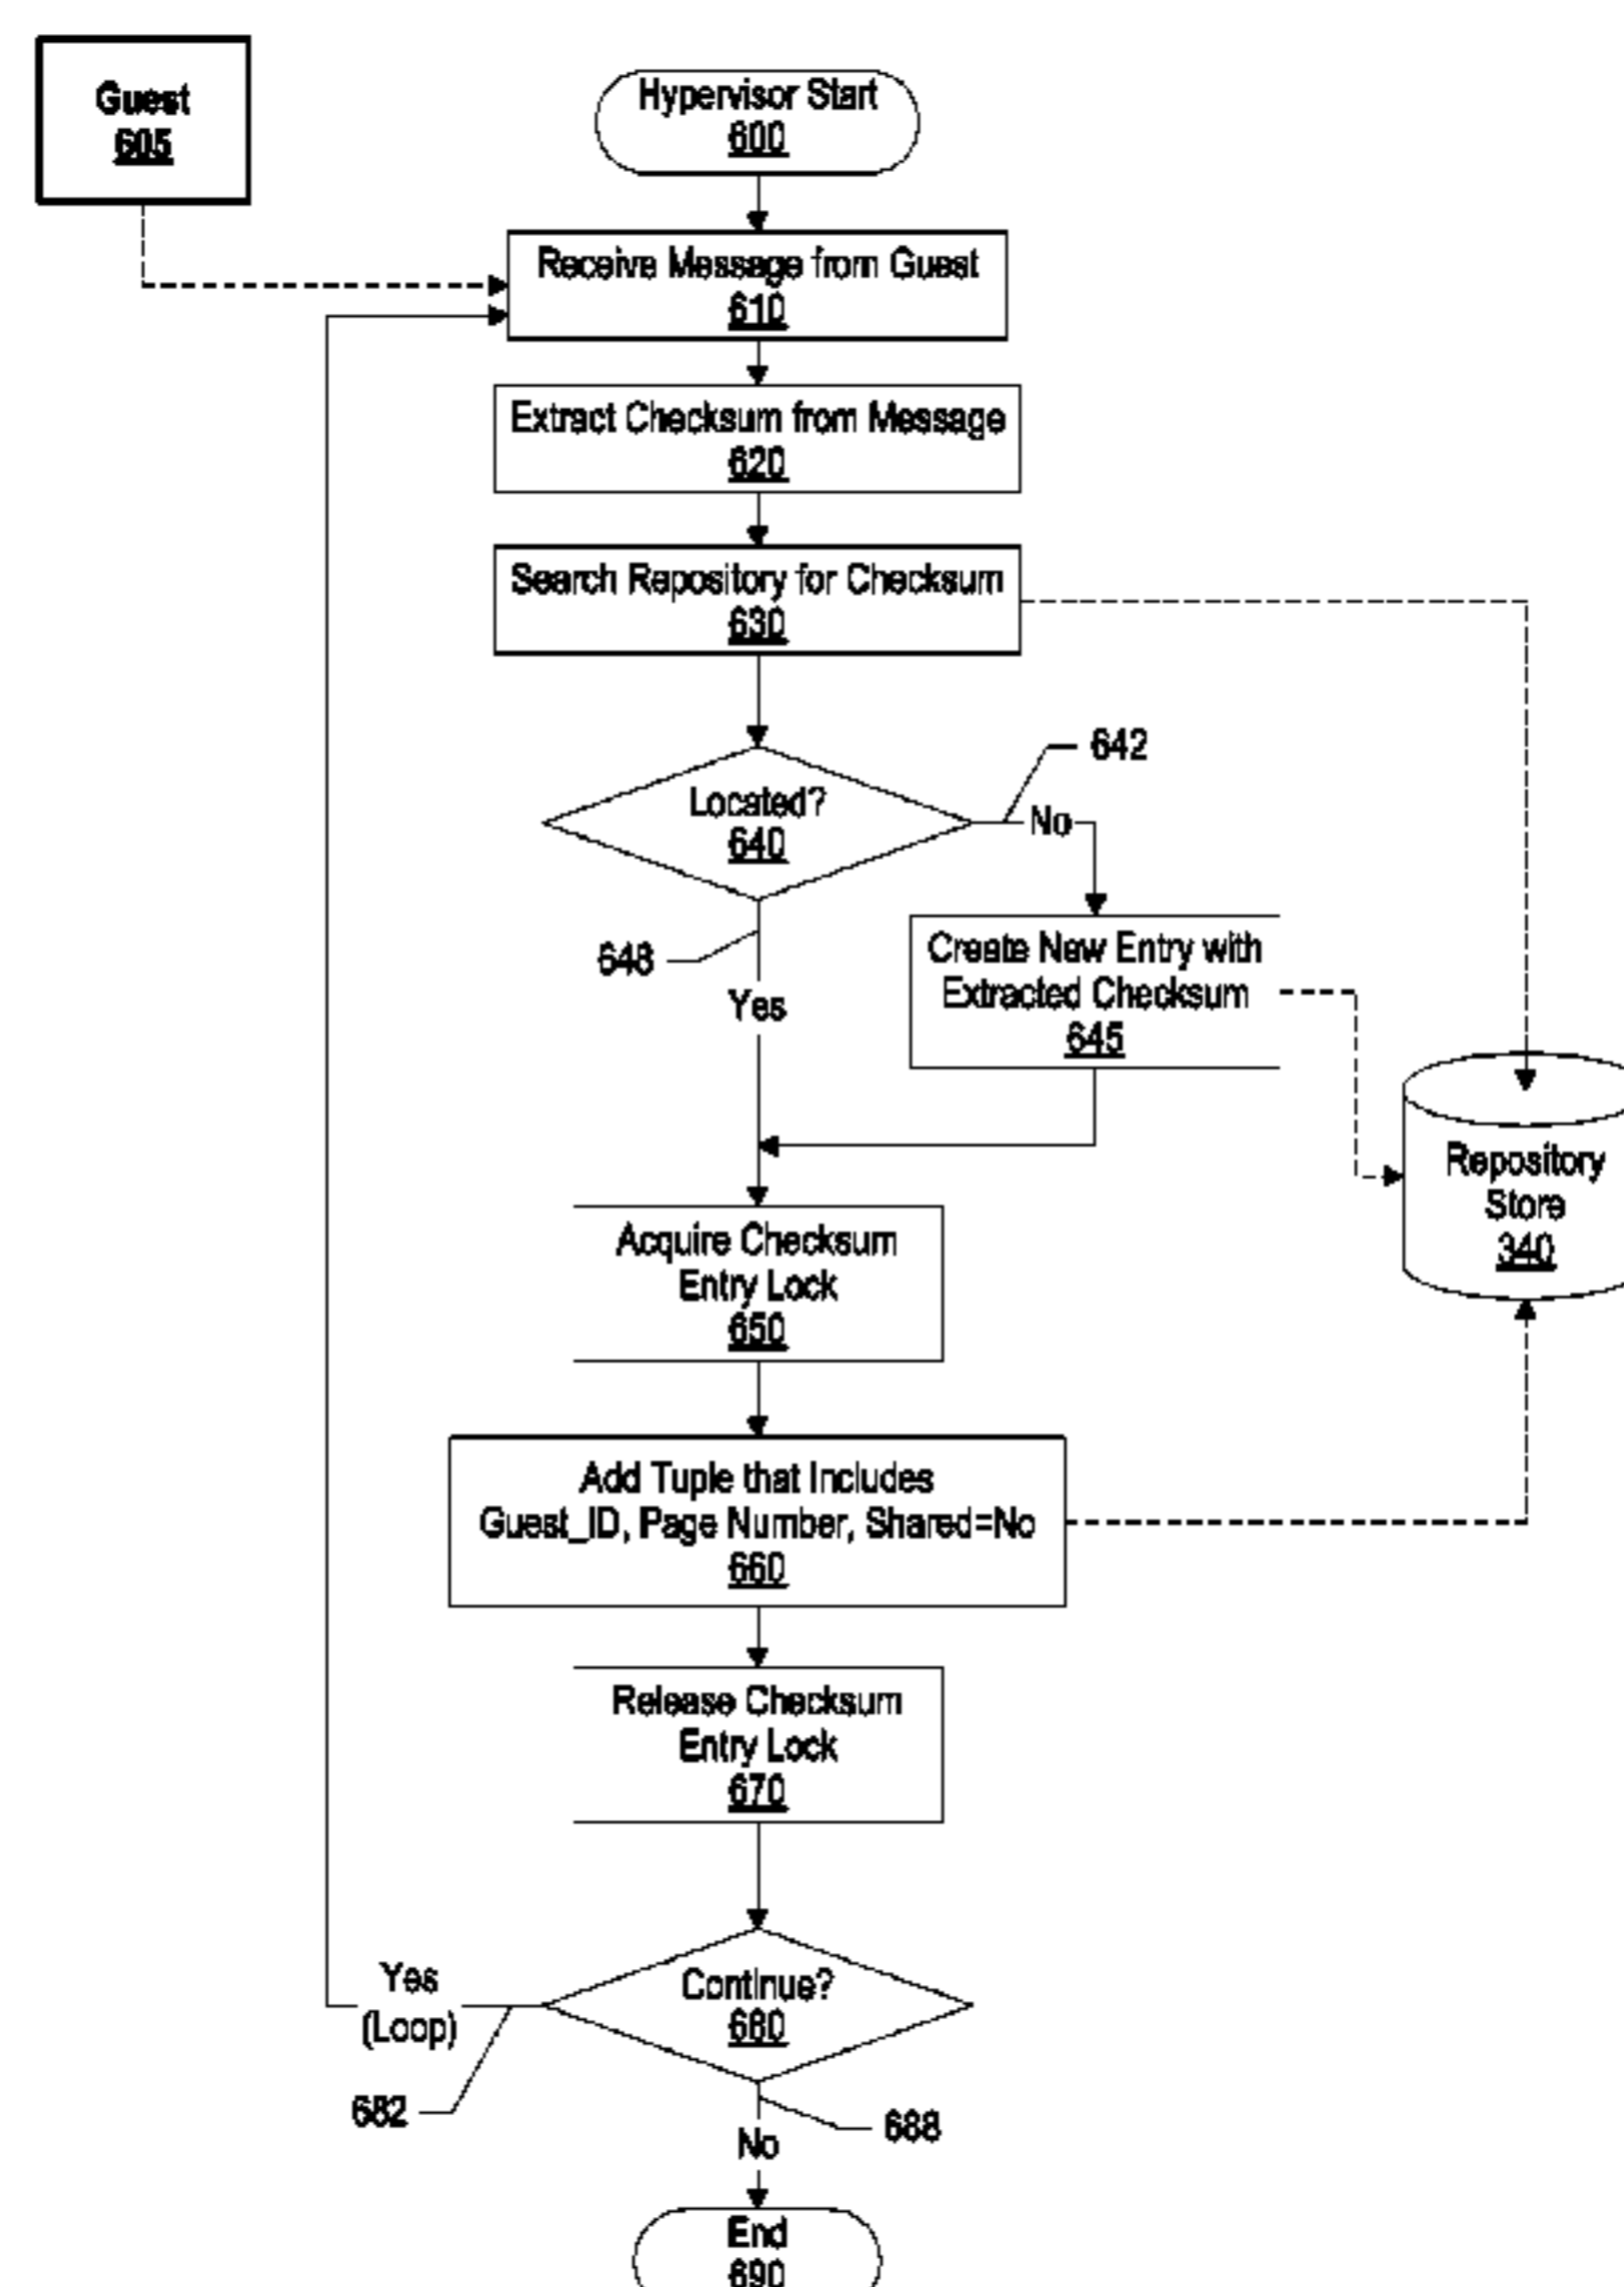 Guest
605
Hypervisor Start
600
Receive Message from Guest
610
Extract Checksum from Message
620
Search Repository for Checksum
630
642
Located?
640
No
648
Yes
Create New Entry with
Extracted Checksum
645
Repository
Store
340
Acquire Checksum
Entry Lock
650
Add Tuple that Includes
Guest_ID, Page Number, Shared=No
660
Release Checksum
Entry Lock
670
Continue?
680
Yes
(Loop)
682
688
No
End
690